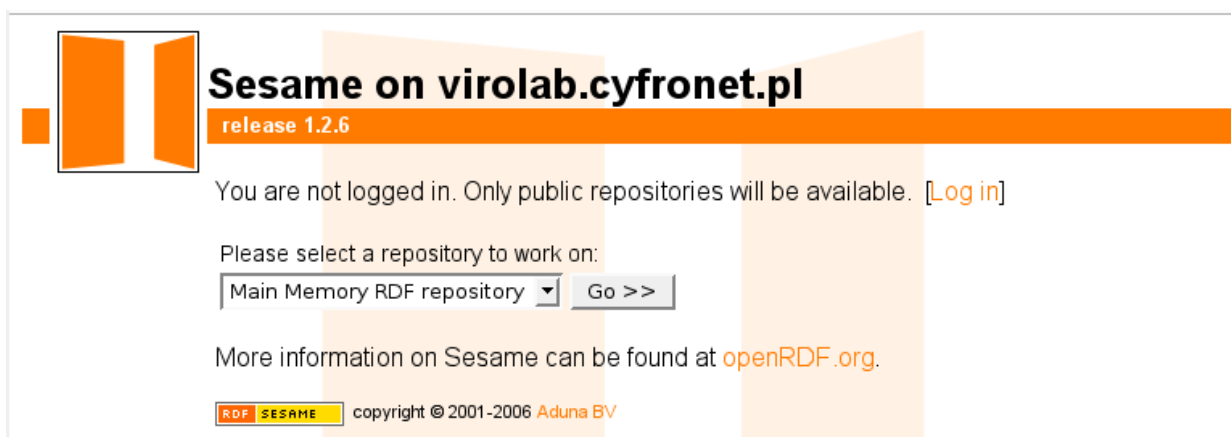 Sesame on virolab.cyfronet.pl
release 1.2.6
You are not logged in. Only public repositories will be available. [Log in]
Please select a repository to work on:
Main Memory RDF repository Go >>
More information on Sesame can be found at openRDF.org.
RDF SESAME copyright © 2001-2006 Aduna BV